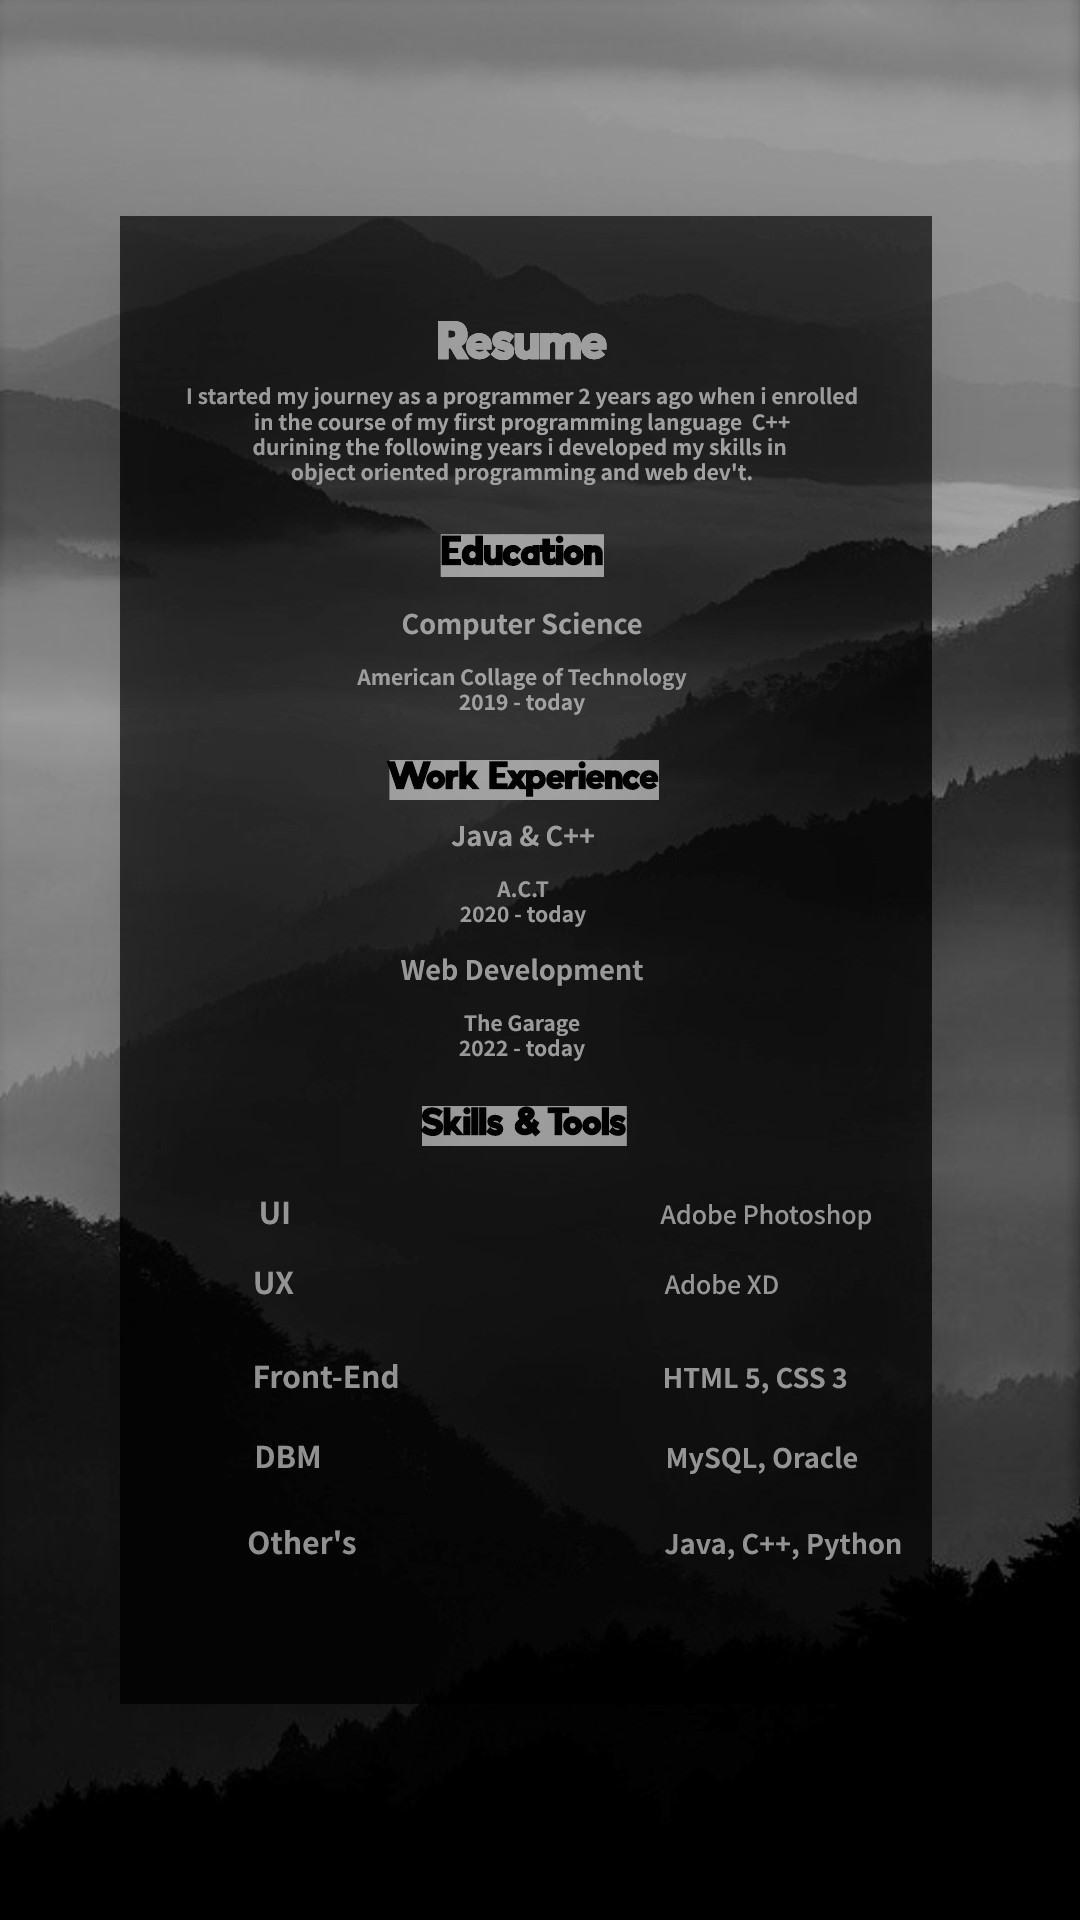 Resume
I started my journey as a programmer 2 years ago when i enrolled
in the course of my first programming language  C++
durining the following years i developed my skills in
object oriented programming and web dev't.
Education
Computer Science
American Collage of Technology
2019 - today
Work Experience
Java & C++
A.C.T
2020 - today
Web Development
The Garage
2022 - today
Skills & Tools
UI Adobe Photoshop
UX Adobe XD
Front-End HTML 5, CSS 3
DBM MySQL, Oracle
Other's Java, C++, Python